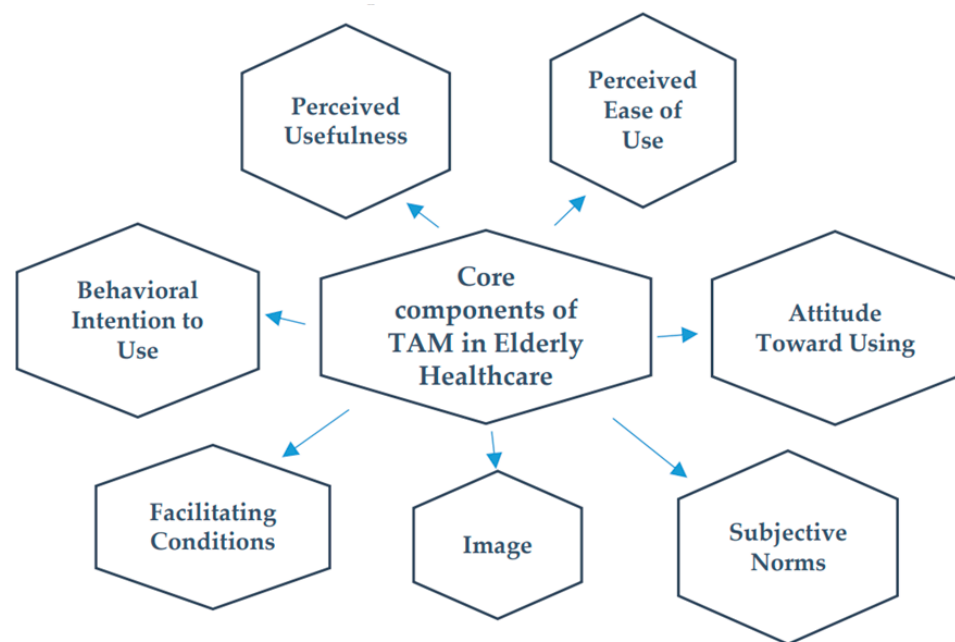 Perceived
Usefulness
Perceived
Ease of
Use
Behavioral
Intention to
Use
Core
components of
TAM in Elderly
Healthcare
Attitude
Toward Using
Facilitating
Conditions
Image
Subjective
Norms